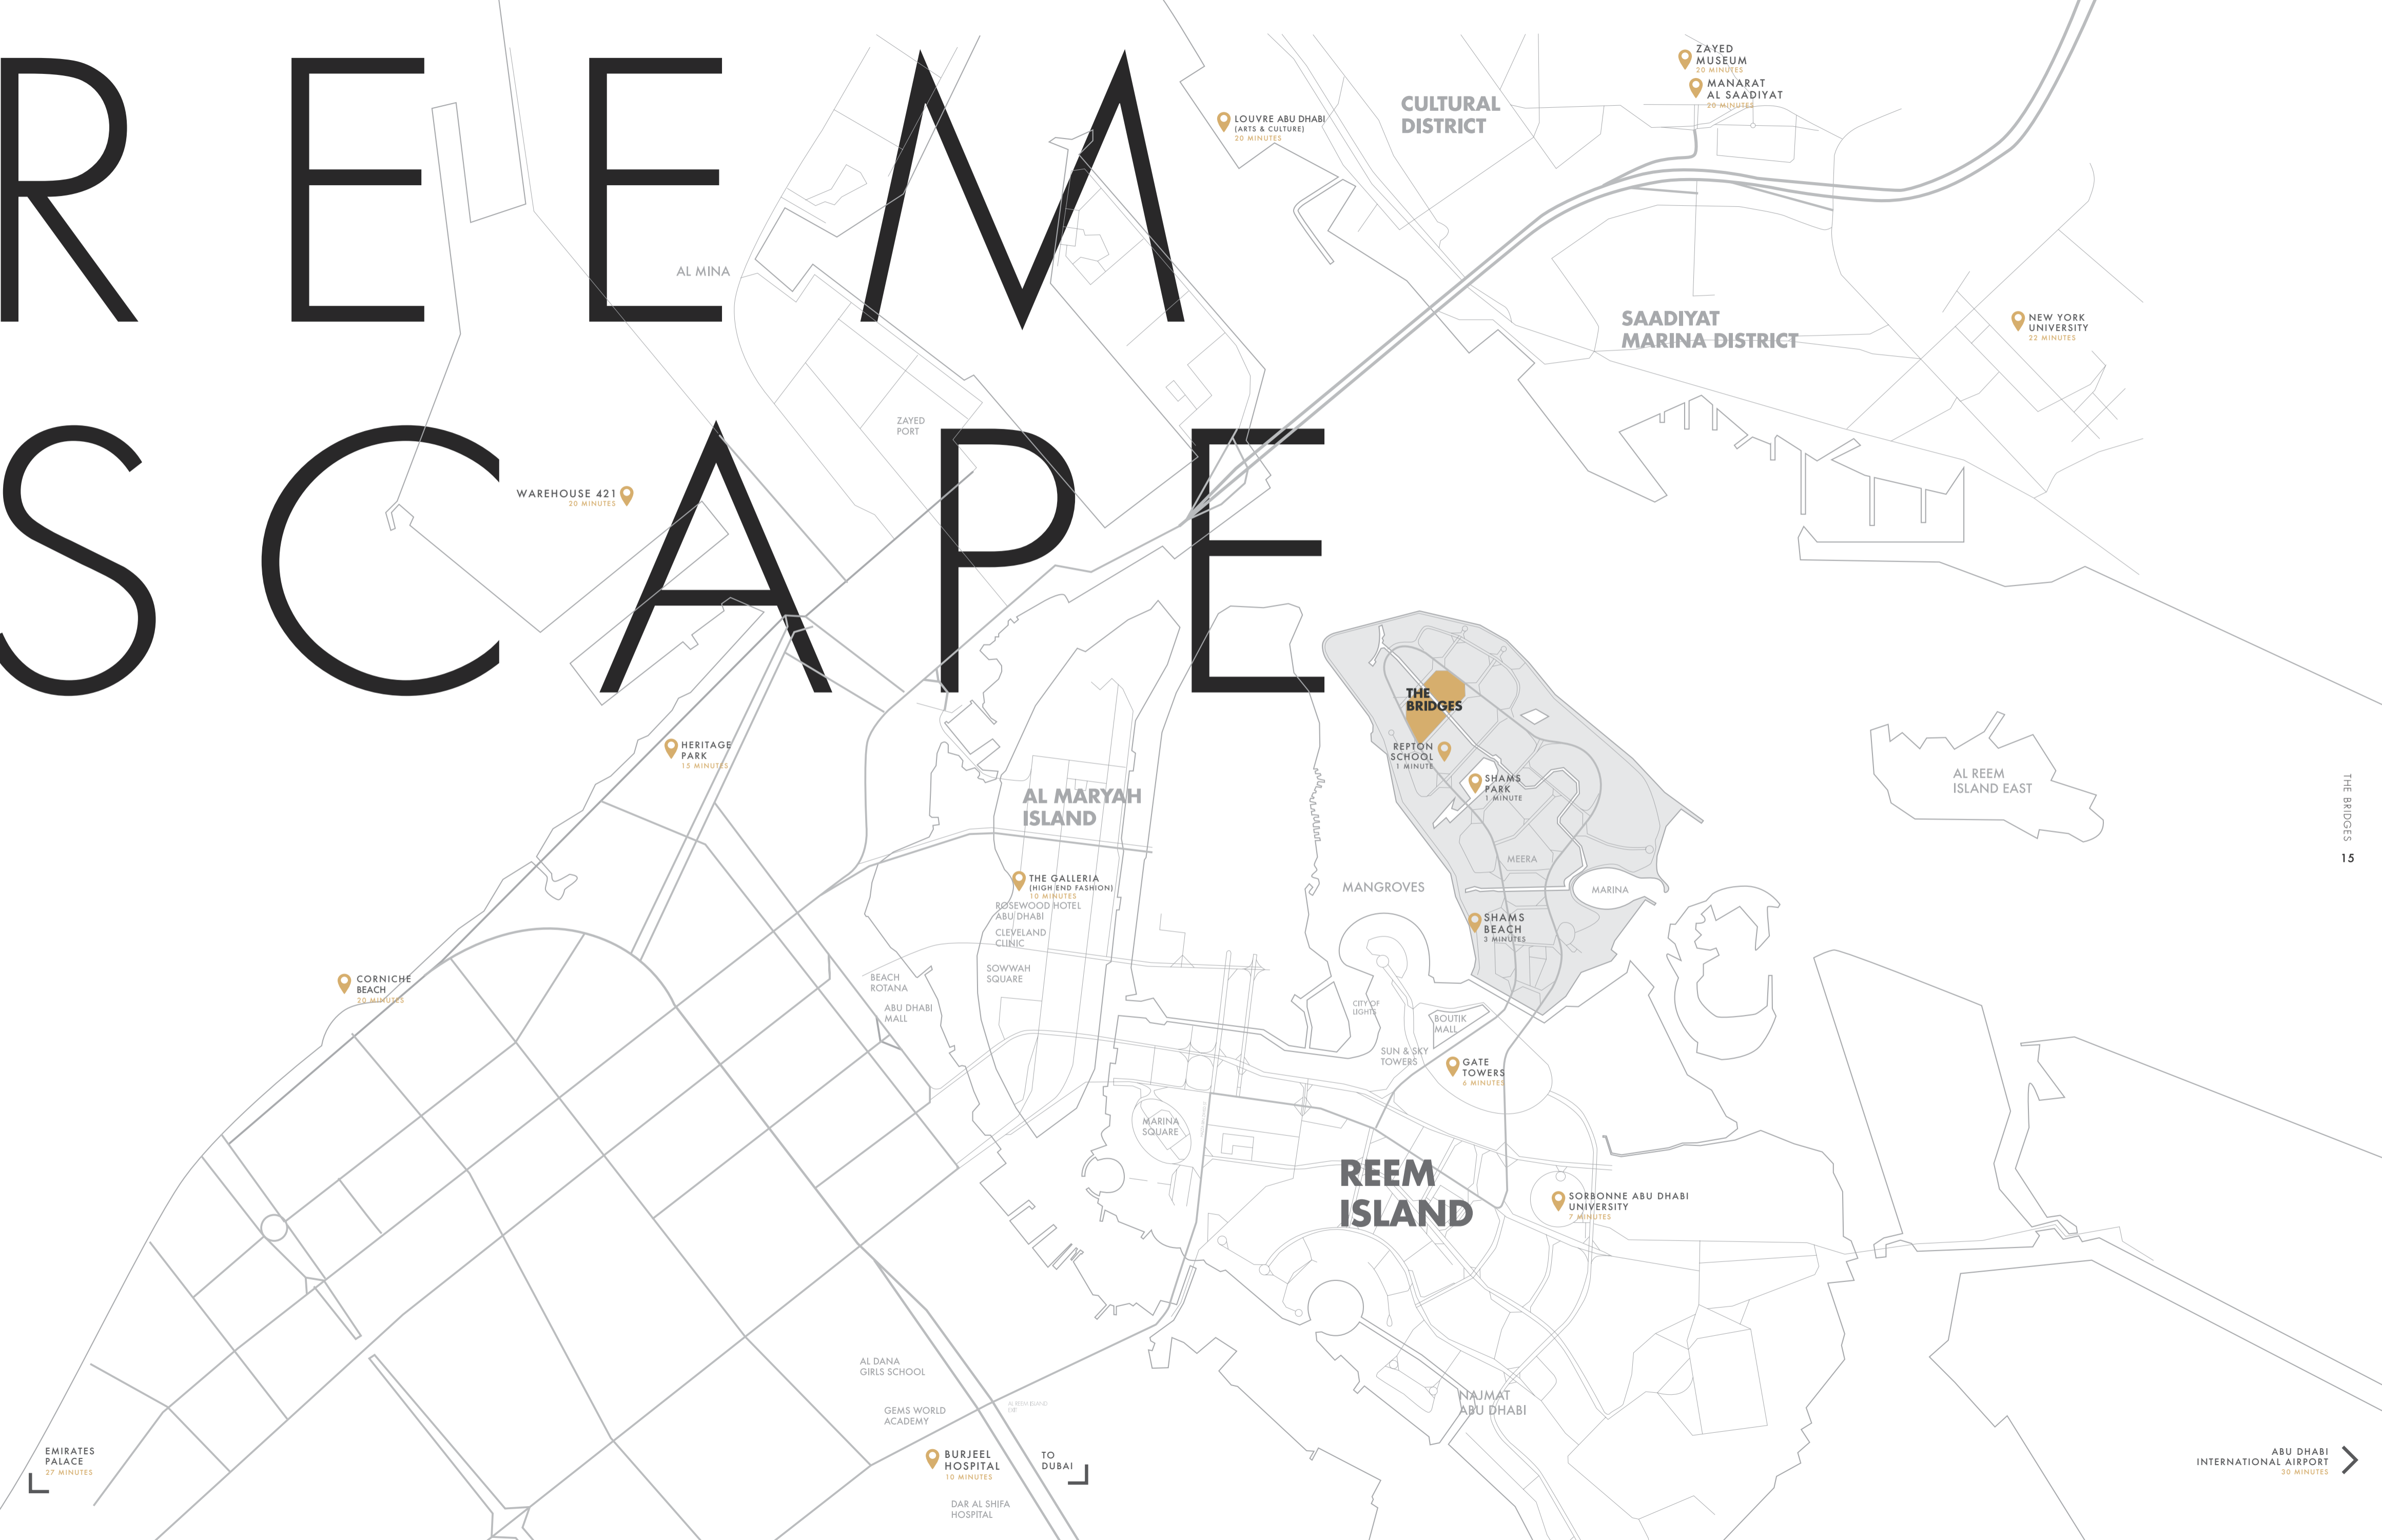 REEM
SCAPE
ZAYED
MUSEUM
20 MINUTES
MANARAT
AL SAADIYAT
20 MINUTES
LOUVRE ABU DHABI
(ARTS & CULTURE)
20 MINUTES
CULTURAL
DISTRICT
AL MINA
SAADIYAT
MARINA DISTRICT
NEW YORK
UNIVERSITY
22 MINUTES
ZAYED
PORT
WAREHOUSE 421
20 MINUTES
THE
BRIDGES
REPTON
SCHOOL
1 MINUTE
SHAMS
PARK
1 MINUTE
HERITAGE
PARK
15 MINUTES
AL MARYAH
ISLAND
AL REEM
ISLAND EAST
THE BRIDGES
15
MEERA
MARINA
MANGROVES
THE GALLERIA
(HIGH END FASHION)
10 MINUTES
ROSEWOOD HOTEL
ABU DHABI
CLEVELAND
CLINIC
SOWWAH
SQUARE
SHAMS
BEACH
3 MINUTES
BEACH
ROTANA
ABU DHABI
MALL
CORNICHE
BEACH
20 MINUTES
CITY OF
LIGHTS
BOUTIK
MALL
SUN & SKY
TOWERS
GATE
TOWERS
6 MINUTES
MARINA
SQUARE
REEM
ISLAND
SORBONNE ABU DHABI
UNIVERSITY
7 MINUTES
AL DANA
GIRLS SCHOOL
GEMS WORLD
ACADEMY
AL REEM ISLAND
NAJMAT
ABU DHABI
EMIRATES
PALACE
27 MINUTES
BURJEEL
HOSPITAL
10 MINUTES
TO
DUBAI
DAR AL SHIFA
HOSPITAL
ABU DHABI
INTERNATIONAL AIRPORT
30 MINUTES